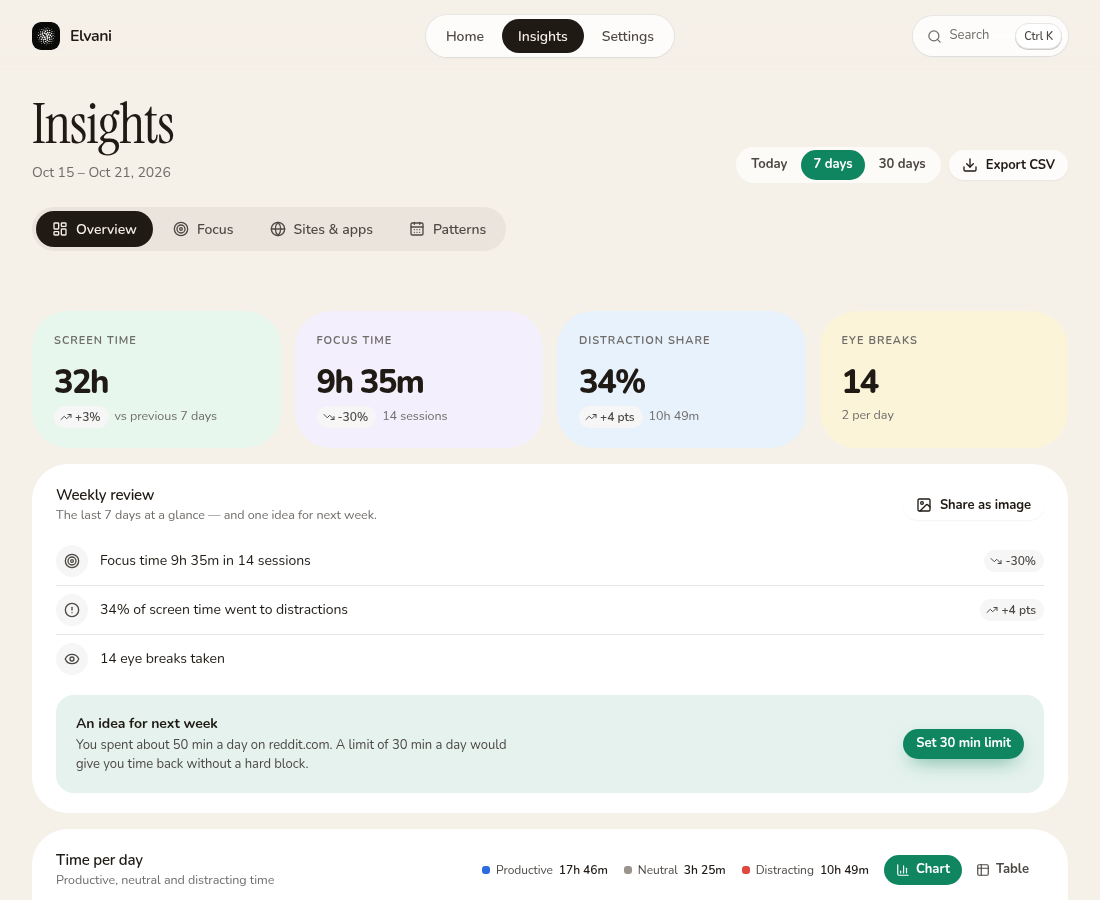 Elvani
Home
Insights
Settings
Search
Ctrl K
Insights
Oct 15 – Oct 21, 2026
Today
7 days
30 days
Export CSV
Overview
Focus
Sites & apps
Patterns
SCREEN TIME
32h
+3% vs previous 7 days
FOCUS TIME
9h 35m
-30% 14 sessions
DISTRACTION SHARE
34%
+4 pts 10h 49m
EYE BREAKS
14
2 per day
Weekly review
The last 7 days at a glance — and one idea for next week.
Share as image
Focus time 9h 35m in 14 sessions
-30%
34% of screen time went to distractions
+4 pts
14 eye breaks taken
An idea for next week
You spent about 50 min a day on reddit.com. A limit of 30 min a day would
give you time back without a hard block.
Set 30 min limit
Time per day
Productive, neutral and distracting time
Productive 17h 46m
Neutral 3h 25m
Distracting 10h 49m
Chart
Table